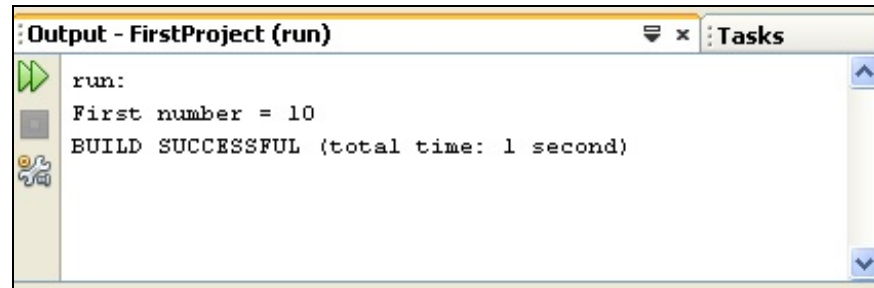 Output - FirstProject (run)
Tasks
run:
First number = 10
BUILD SUCCESSFUL (total time: 1 second)